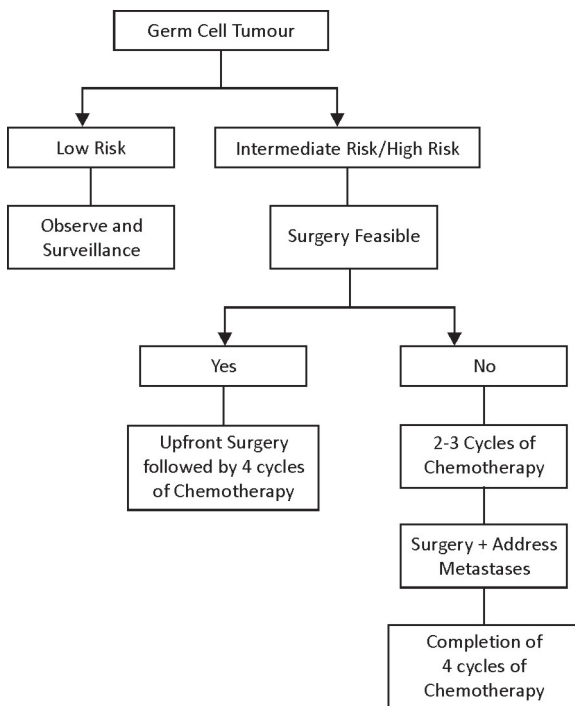 Germ Cell Tumour
Low Risk
Intermediate Risk/High Risk
Observe and
Surveillance
Surgery Feasible
Yes
No
Upfront Surgery
followed by 4 cycles
of Chemotherapy
2-3 Cycles of
Chemotherapy
Surgery + Address
Metastases
Completion of
4 cycles of
Chemotherapy